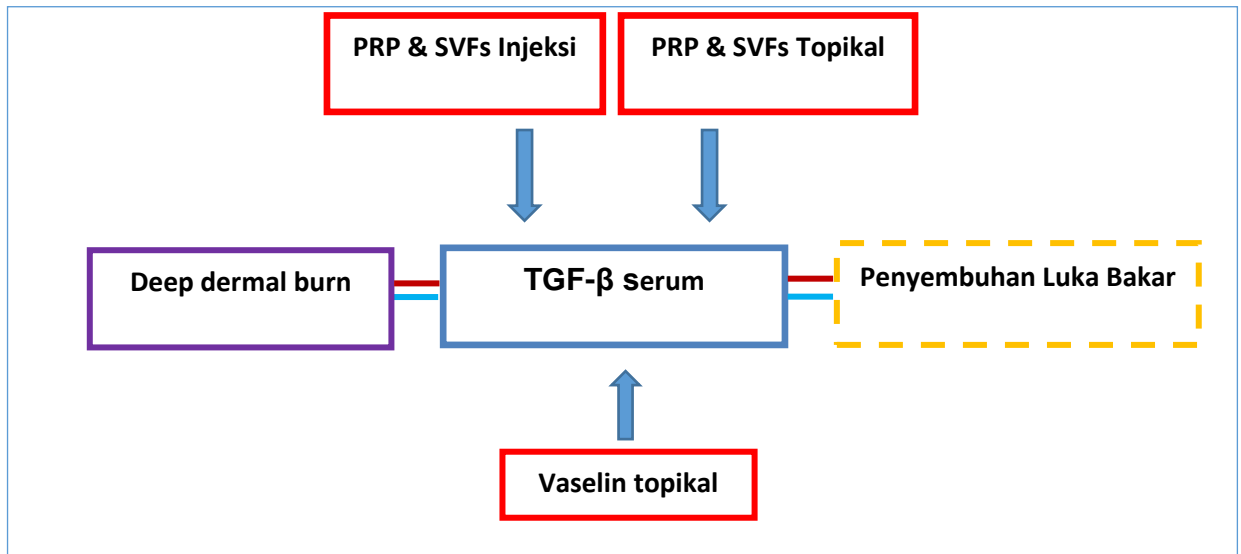 PRP & SVFs Injeksi
PRP & SVFs Topikal
Deep dermal burn
TGF-β serum
Penyembuhan Luka Bakar
Vaselin topikal